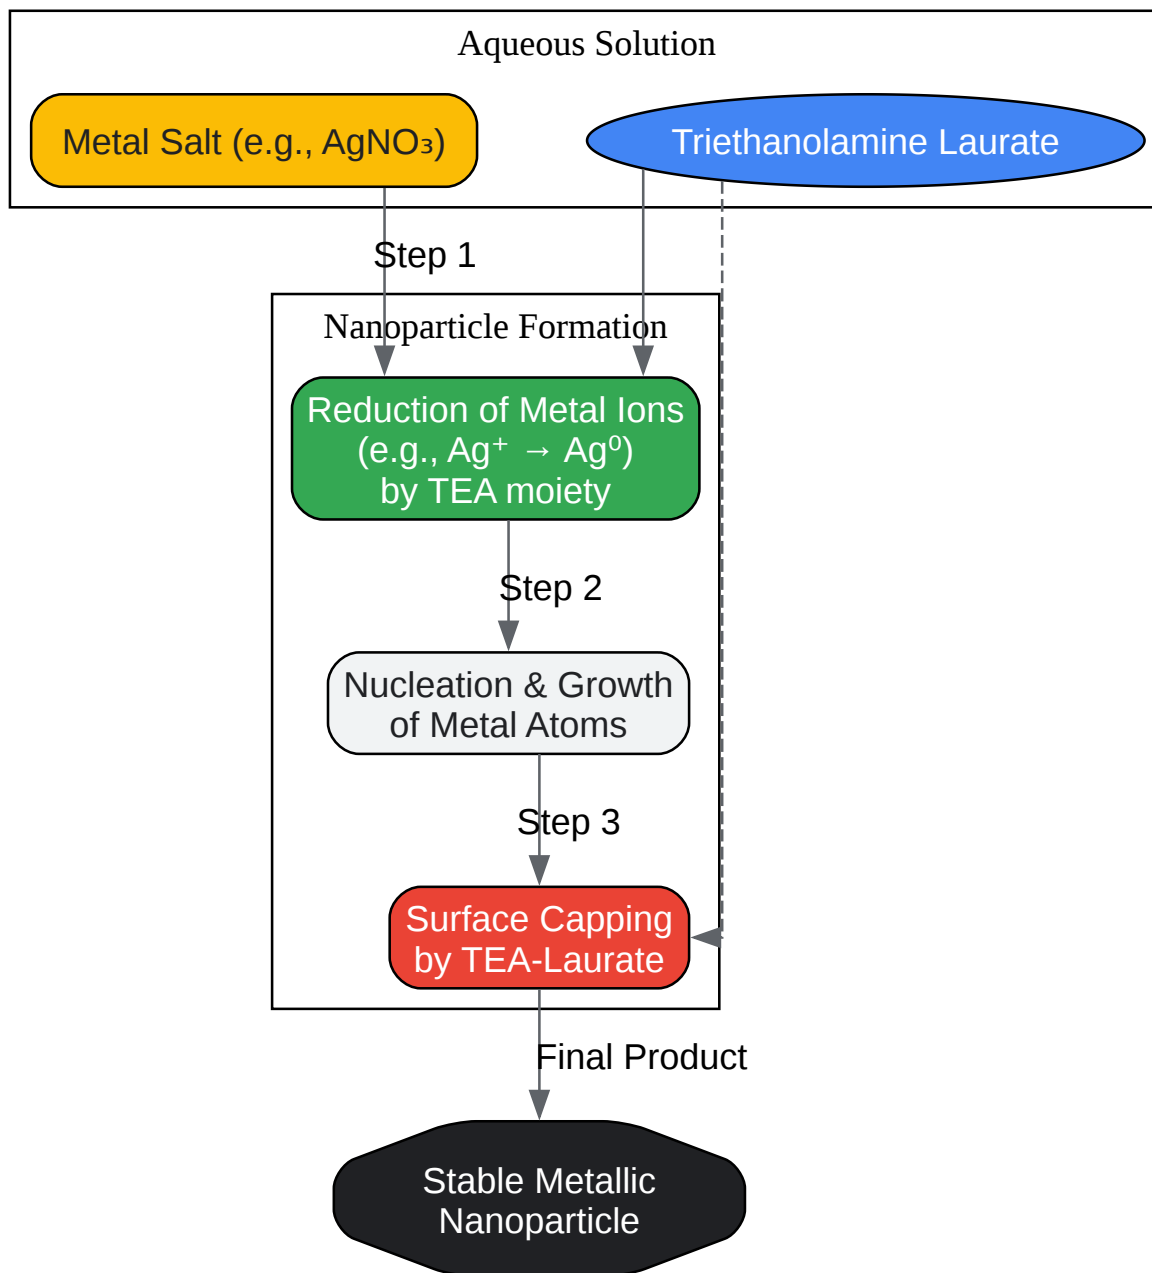 Aqueous Solution
Metal Salt (e.g., AgNO₃)
Triethanolamine Laurate
Step 1
Nanoparticle Formation
Reduction of Metal Ions
(e.g., Ag⁺ → Ag⁰)
by TEA moiety
Step 2
Nucleation & Growth
of Metal Atoms
Step 3
Surface Capping
by TEA-Laurate
Final Product
Stable Metallic
Nanoparticle